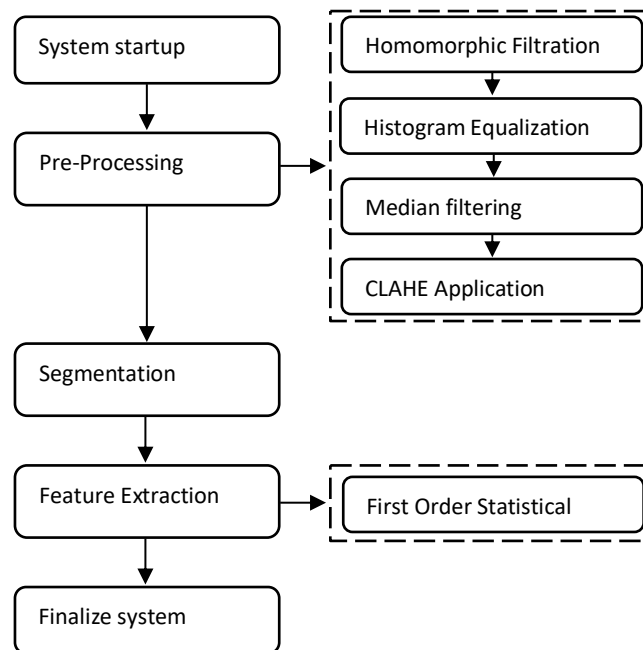 System startup
Pre-Processing
Homomorphic Filtration
Histogram Equalization
Median filtering
CLAHE Application
Segmentation
Feature Extraction
First Order Statistical
Finalize system